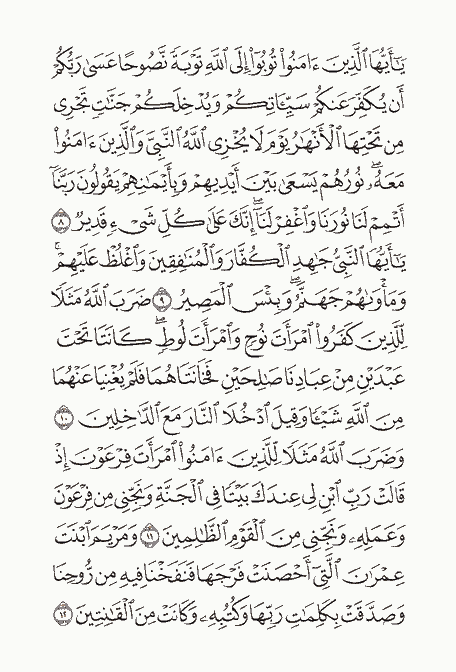 يَٰٓأَيُّهَا ٱلَّذِينَ ءَامَنُوا۟ تُوبُوٓا۟ إِلَى ٱللَّهِ تَوْبَةً نَّصُوحًا عَسَىٰ رَبُّكُمْ
أَن يُكَفِّرَ عَنكُمْ سَيِّـَٔاتِكُمْ وَيُدْخِلَكُمْ جَنَّٰتٍ تَجْرِى
مِن تَحْتِهَا ٱلْأَنْهَٰرُ يَوْمَ لَا يُخْزِى ٱللَّهُ ٱلنَّبِىَّ وَٱلَّذِينَ ءَامَنُوا۟
مَعَهُۥ ۖ نُورُهُمْ يَسْعَىٰ بَيْنَ أَيْدِيهِمْ وَبِأَيْمَٰنِهِمْ يَقُولُونَ رَبَّنَآ
أَتْمِمْ لَنَا نُورَنَا وَٱغْفِرْ لَنَآ ۖ إِنَّكَ عَلَىٰ كُلِّ شَىْءٍ قَدِيرٌ ٨
يَٰٓأَيُّهَا ٱلنَّبِىُّ جَٰهِدِ ٱلْكُفَّارَ وَٱلْمُنَٰفِقِينَ وَٱغْلُظْ عَلَيْهِمْ ۚ
وَمَأْوَىٰهُمْ جَهَنَّمُ ۖ وَبِئْسَ ٱلْمَصِيرُ ٩ ضَرَبَ ٱللَّهُ مَثَلًا
لِّلَّذِينَ كَفَرُوا۟ ٱمْرَأَتَ نُوحٍ وَٱمْرَأَتَ لُوطٍ ۖ كَانَتَا تَحْتَ
عَبْدَيْنِ مِنْ عِبَادِنَا صَٰلِحَيْنِ فَخَانَتَاهُمَا فَلَمْ يُغْنِيَا عَنْهُمَا
مِنَ ٱللَّهِ شَيْـًٔا وَقِيلَ ٱدْخُلَا ٱلنَّارَ مَعَ ٱلدَّٰخِلِينَ ١٠
وَضَرَبَ ٱللَّهُ مَثَلًا لِّلَّذِينَ ءَامَنُوا۟ ٱمْرَأَتَ فِرْعَوْنَ إِذْ
قَالَتْ رَبِّ ٱبْنِ لِى عِندَكَ بَيْتًا فِى ٱلْجَنَّةِ وَنَجِّنِى مِن فِرْعَوْنَ
وَعَمَلِهِۦ وَنَجِّنِى مِنَ ٱلْقَوْمِ ٱلظَّٰلِمِينَ ١١ وَمَرْيَمَ ٱبْنَتَ
عِمْرَٰنَ ٱلَّتِىٓ أَحْصَنَتْ فَرْجَهَا فَنَفَخْنَا فِيهِ مِن رُّوحِنَا
وَصَدَّقَتْ بِكَلِمَٰتِ رَبِّهَا وَكُتُبِهِۦ وَكَانَتْ مِنَ ٱلْقَٰنِتِينَ ١٢